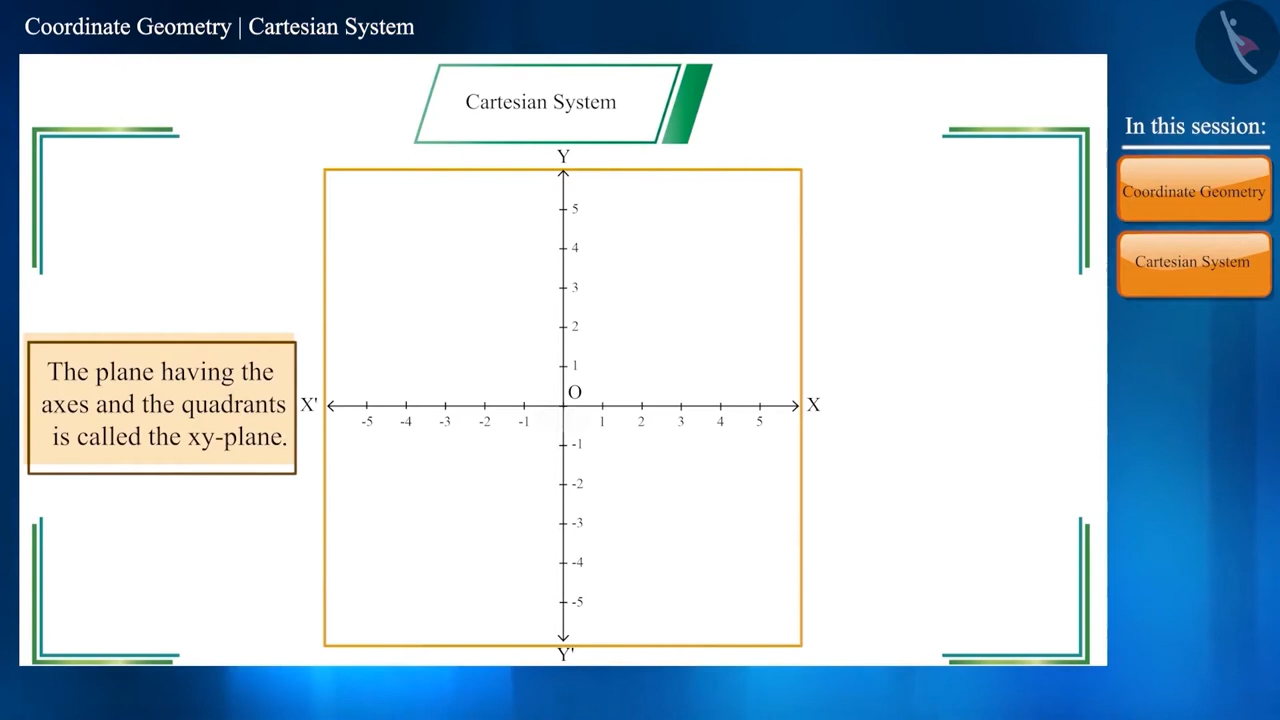 Coordinate Geometry | Cartesian System
Cartesian System
In this session:
Coordinate Geometry
Cartesian System
The plane having the
axes and the quadrants
is called the xy-plane.
Y
5
4
3
2
1
O
X' X
-5 -4 -3 -2 -1 1 2 3 4 5
-1
-2
-3
-4
-5
Y'